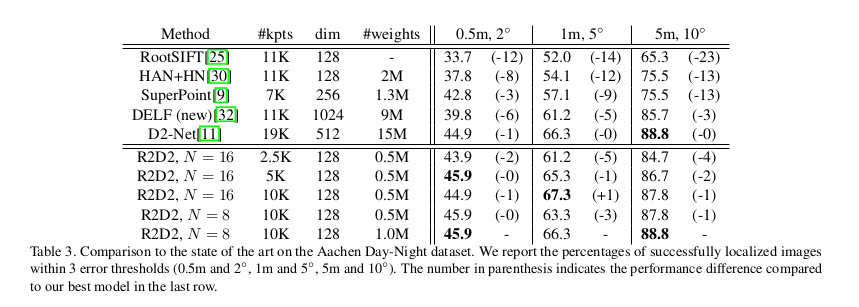 Method #kpts dim #weights 0.5m, 2° 1m, 5° 5m, 10°
RootSIFT[25] 11K 128 - 33.7 (-12) 52.0 (-14) 65.3 (-23)
HAN+HN[30] 11K 128 2M 37.8 (-8) 54.1 (-12) 75.5 (-13)
SuperPoint[9] 7K 256 1.3M 42.8 (-3) 57.1 (-9) 75.5 (-13)
DELF (new)[32] 11K 1024 9M 39.8 (-6) 61.2 (-5) 85.7 (-3)
D2-Net[11] 19K 512 15M 44.9 (-1) 66.3 (-0) 88.8 (-0)
R2D2, N = 16 2.5K 128 0.5M 43.9 (-2) 61.2 (-5) 84.7 (-4)
R2D2, N = 16 5K 128 0.5M 45.9 (-0) 65.3 (-1) 86.7 (-2)
R2D2, N = 16 10K 128 0.5M 44.9 (-1) 67.3 (+1) 87.8 (-1)
R2D2, N = 8 10K 128 0.5M 45.9 (-0) 63.3 (-3) 87.8 (-1)
R2D2, N = 8 10K 128 1.0M 45.9 - 66.3 - 88.8 -
Table 3. Comparison to the state of the art on the Aachen Day-Night dataset. We report the percentages of successfully localized images
within 3 error thresholds (0.5m and 2°, 1m and 5°, 5m and 10°). The number in parenthesis indicates the performance difference compared
to our best model in the last row.